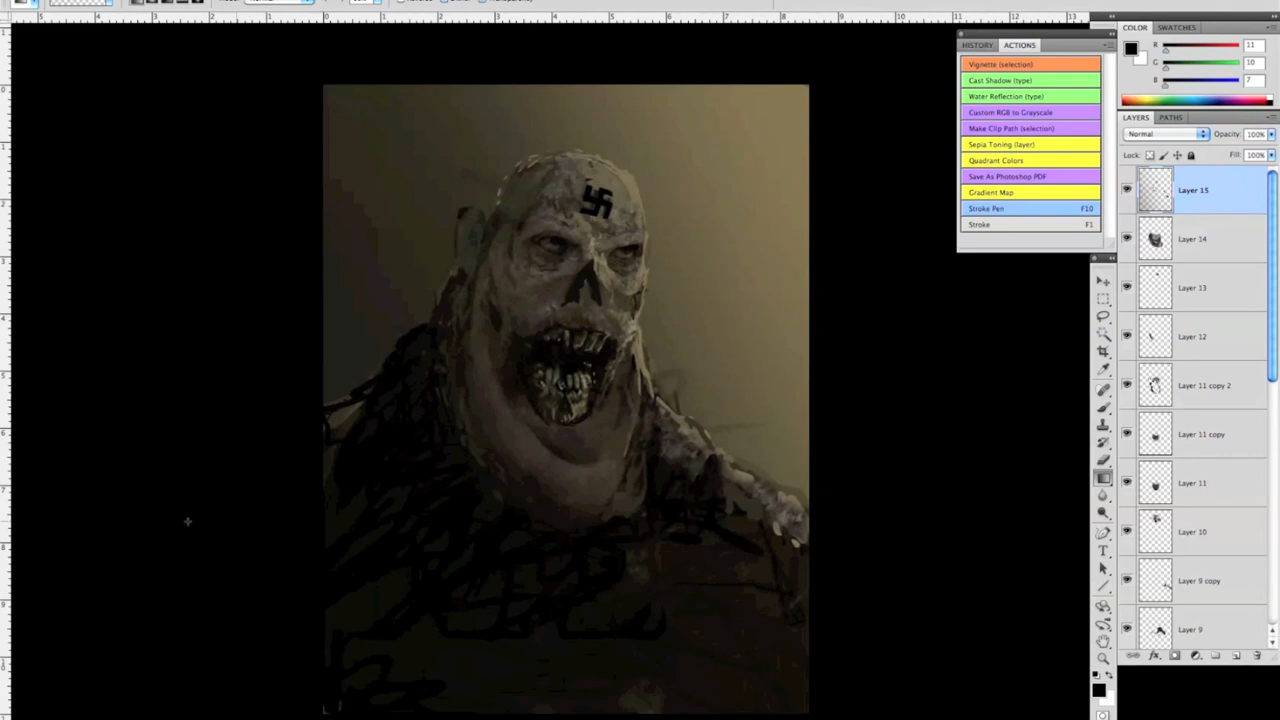 HISTORY ACTIONS
Vignette (selection)
Cast Shadow (type)
Water Reflection (type)
Custom RGB to Grayscale
Make Clip Path (selection)
Sepia Toning (layer)
Quadrant Colors
Save As Photoshop PDF
Gradient Map
Stroke Pen F10
Stroke F1
COLOR SWATCHES
R 11
G 10
B 7
LAYERS PATHS
Normal Opacity: 100%
Lock: Fill: 100%
Layer 15
Layer 14
Layer 13
Layer 12
Layer 11 copy 2
Layer 11 copy
Layer 11
Layer 10
Layer 9 copy
Layer 9